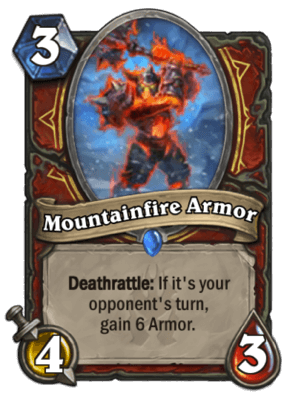 3
Mountainfire Armor
Deathrattle: If it's your
opponent's turn,
gain 6 Armor.
4
3